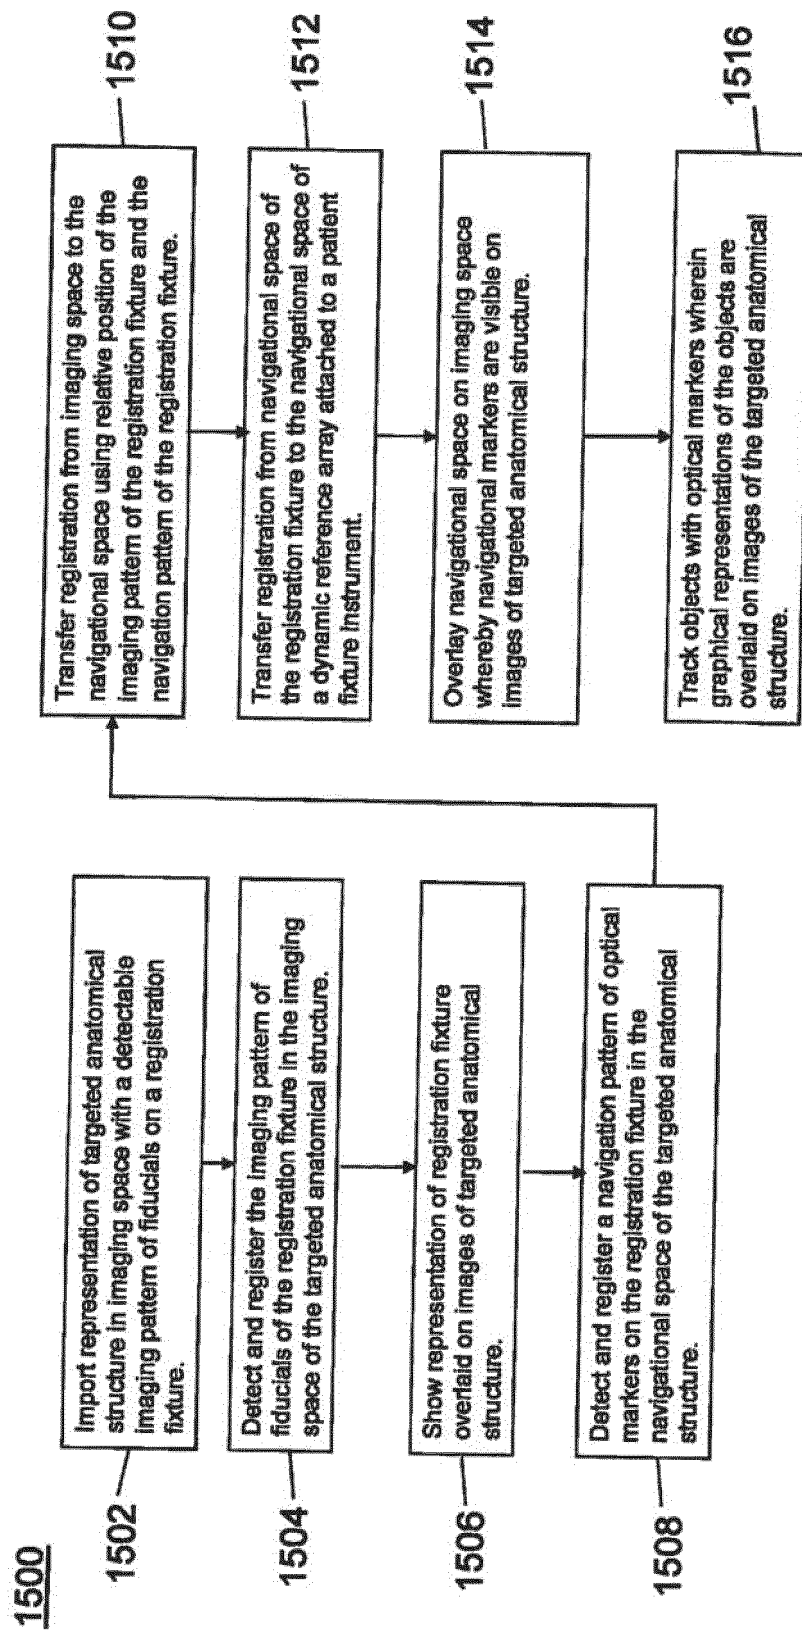 1500
1502
Import representation of targeted anatomical
structure in imaging space with a detectable
imaging pattern of fiducials on a registration
fixture.
1504
Detect and register the imaging pattern of
fiducials of the registration fixture in the imaging
space of the targeted anatomical structure.
1506
Show representation of registration fixture
overlaid on images of targeted anatomical
structure.
1508
Detect and register a navigation pattern of optical
markers on the registration fixture in the
navigational space of the targeted anatomical
structure.
1510
Transfer registration from imaging space to the
navigational space using relative position of the
imaging pattern of the registration fixture and the
navigation pattern of the registration fixture.
1512
Transfer registration from navigational space of
the registration fixture to the navigational space of
a dynamic reference array attached to a patient
fixture instrument.
1514
Overlay navigational space on imaging space
whereby navigational markers are visible on
images of targeted anatomical structure.
1516
Track objects with optical markers wherein
graphical representations of the objects are
overlaid on images of the targeted anatomical
structure.